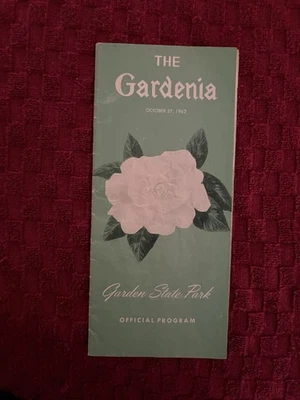 THE
Gardenia
OCTOBER 27, 1962
Garden State Park
OFFICIAL PROGRAM